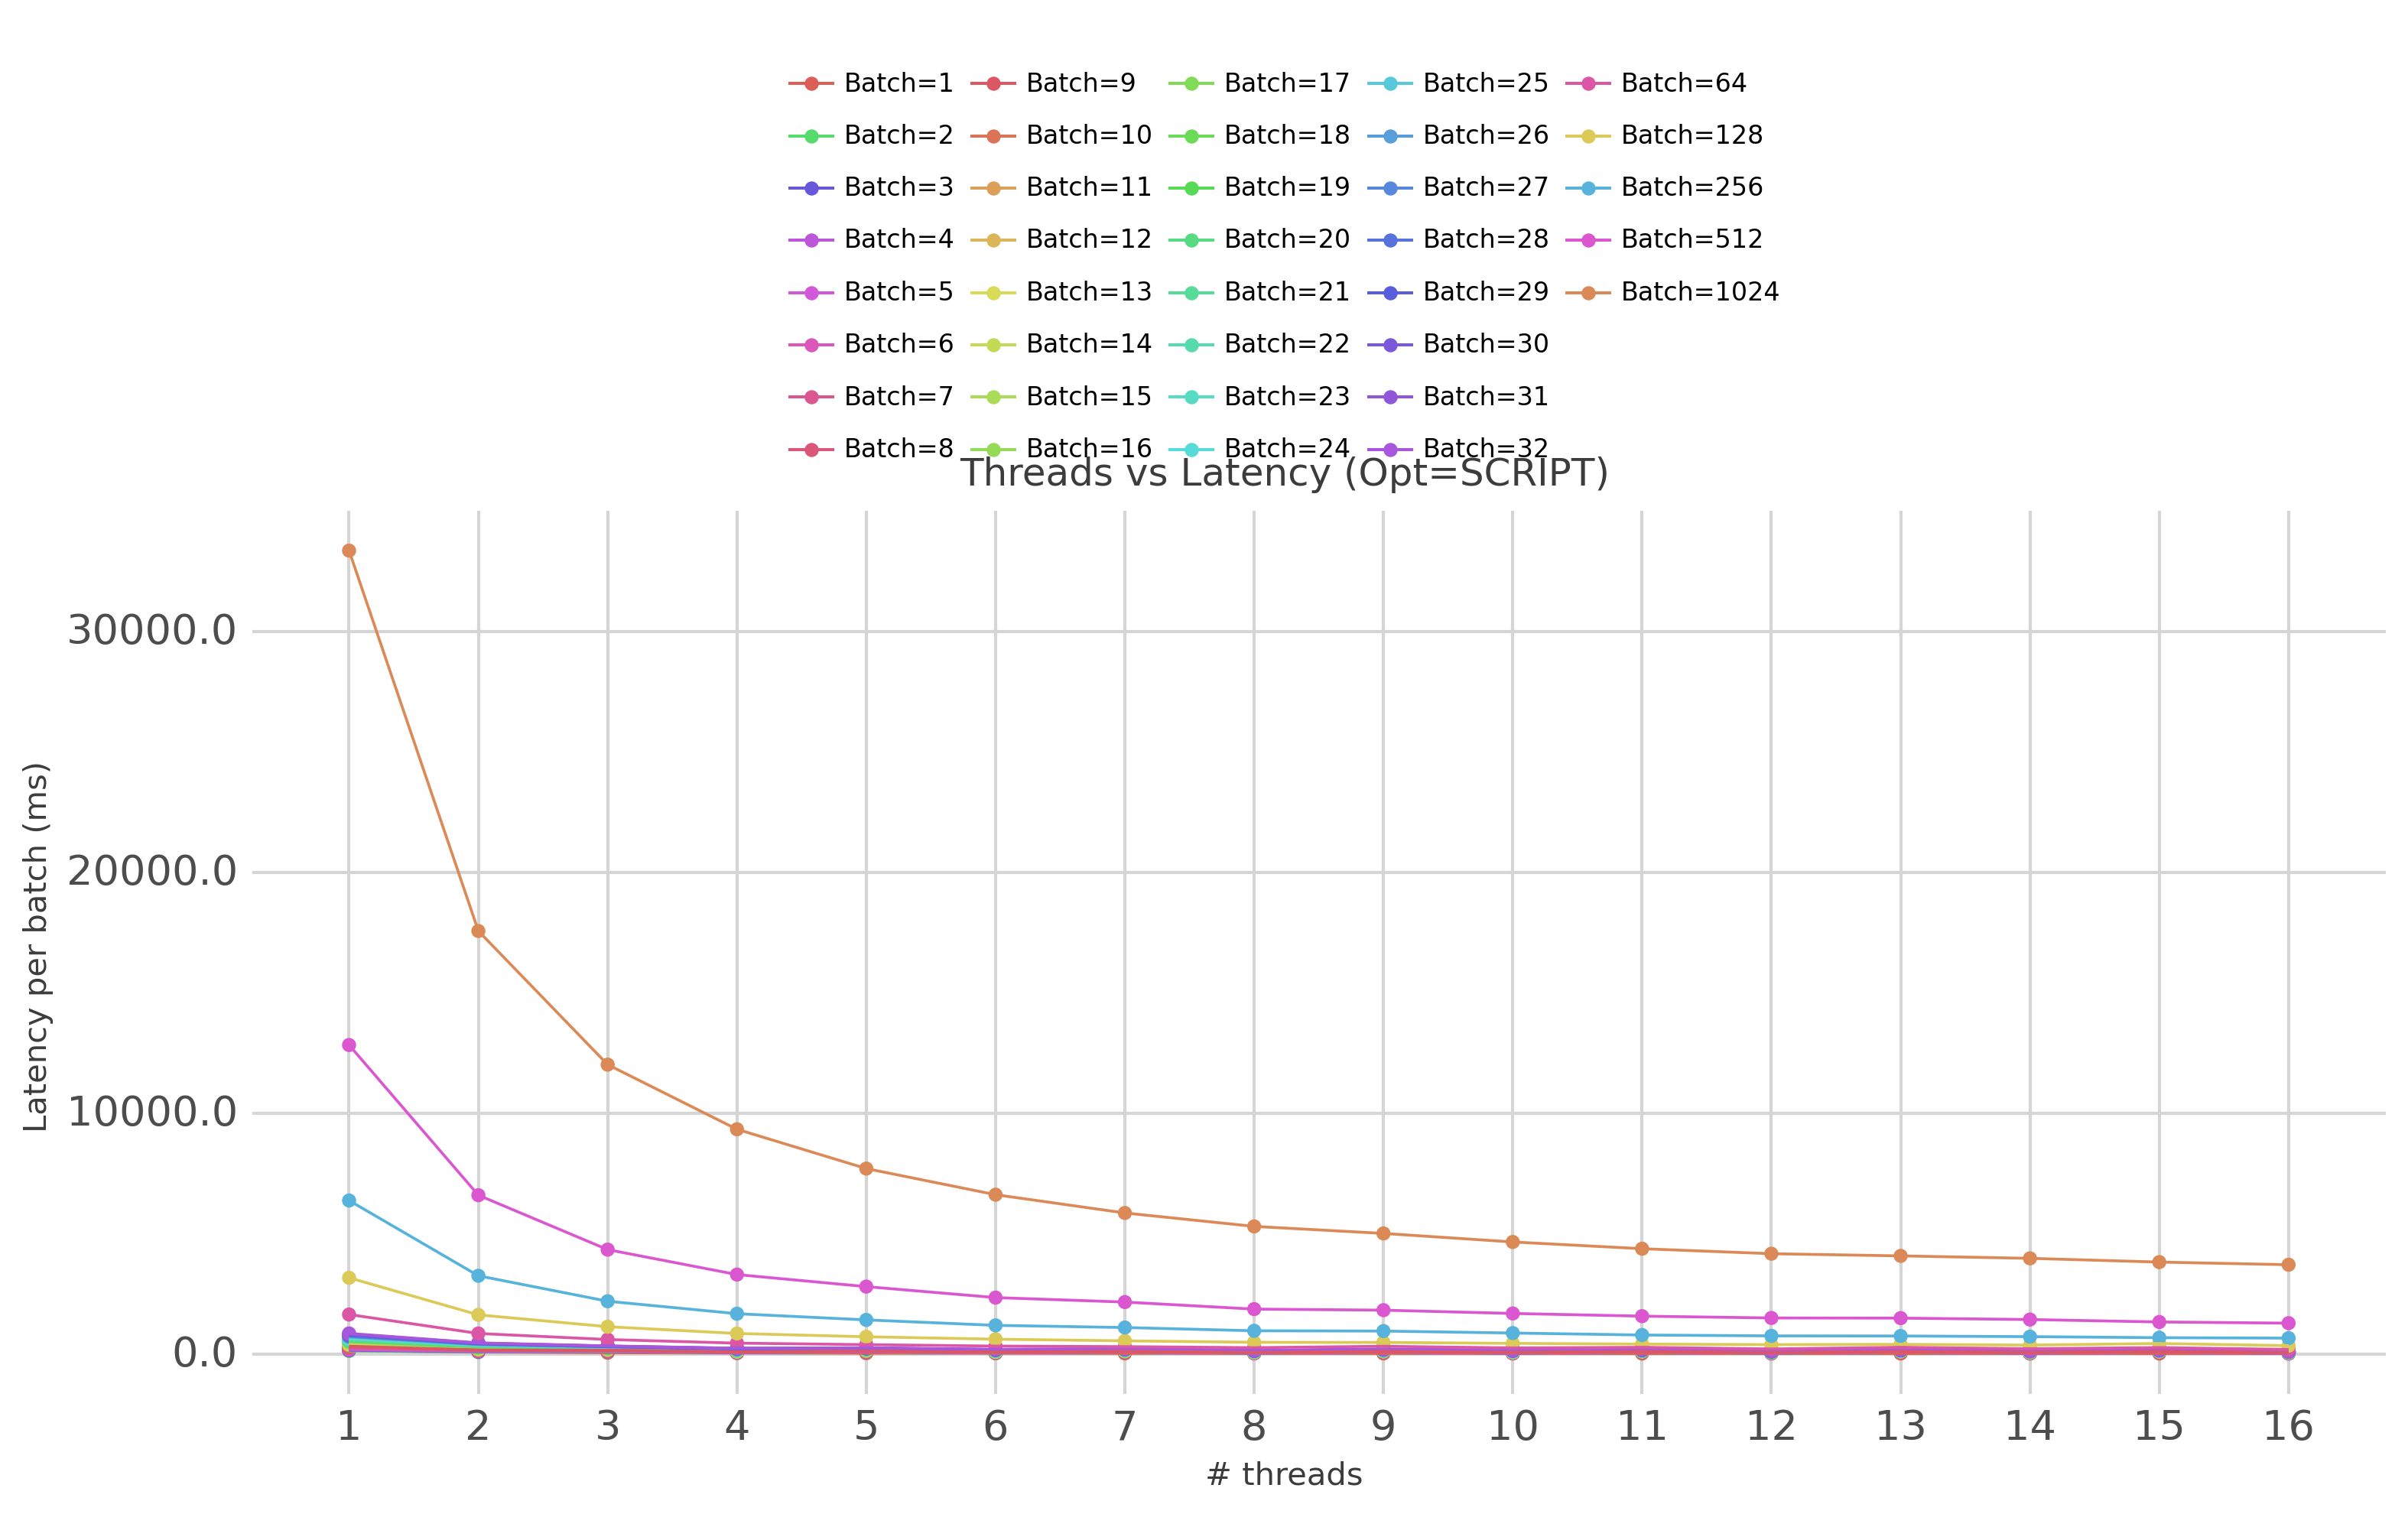 Batch=1 Batch=9 Batch=17 Batch=25 Batch=64
Batch=2 Batch=10 Batch=18 Batch=26 Batch=128
Batch=3 Batch=11 Batch=19 Batch=27 Batch=256
Batch=4 Batch=12 Batch=20 Batch=28 Batch=512
Batch=5 Batch=13 Batch=21 Batch=29 Batch=1024
Batch=6 Batch=14 Batch=22 Batch=30
Batch=7 Batch=15 Batch=23 Batch=31
Batch=8 Batch=16 Batch=24 Batch=32
Threads vs Latency (Opt=SCRIPT)
Latency per batch (ms)
30000.0
20000.0
10000.0
0.0
1 2 3 4 5 6 7 8 9 10 11 12 13 14 15 16
# threads